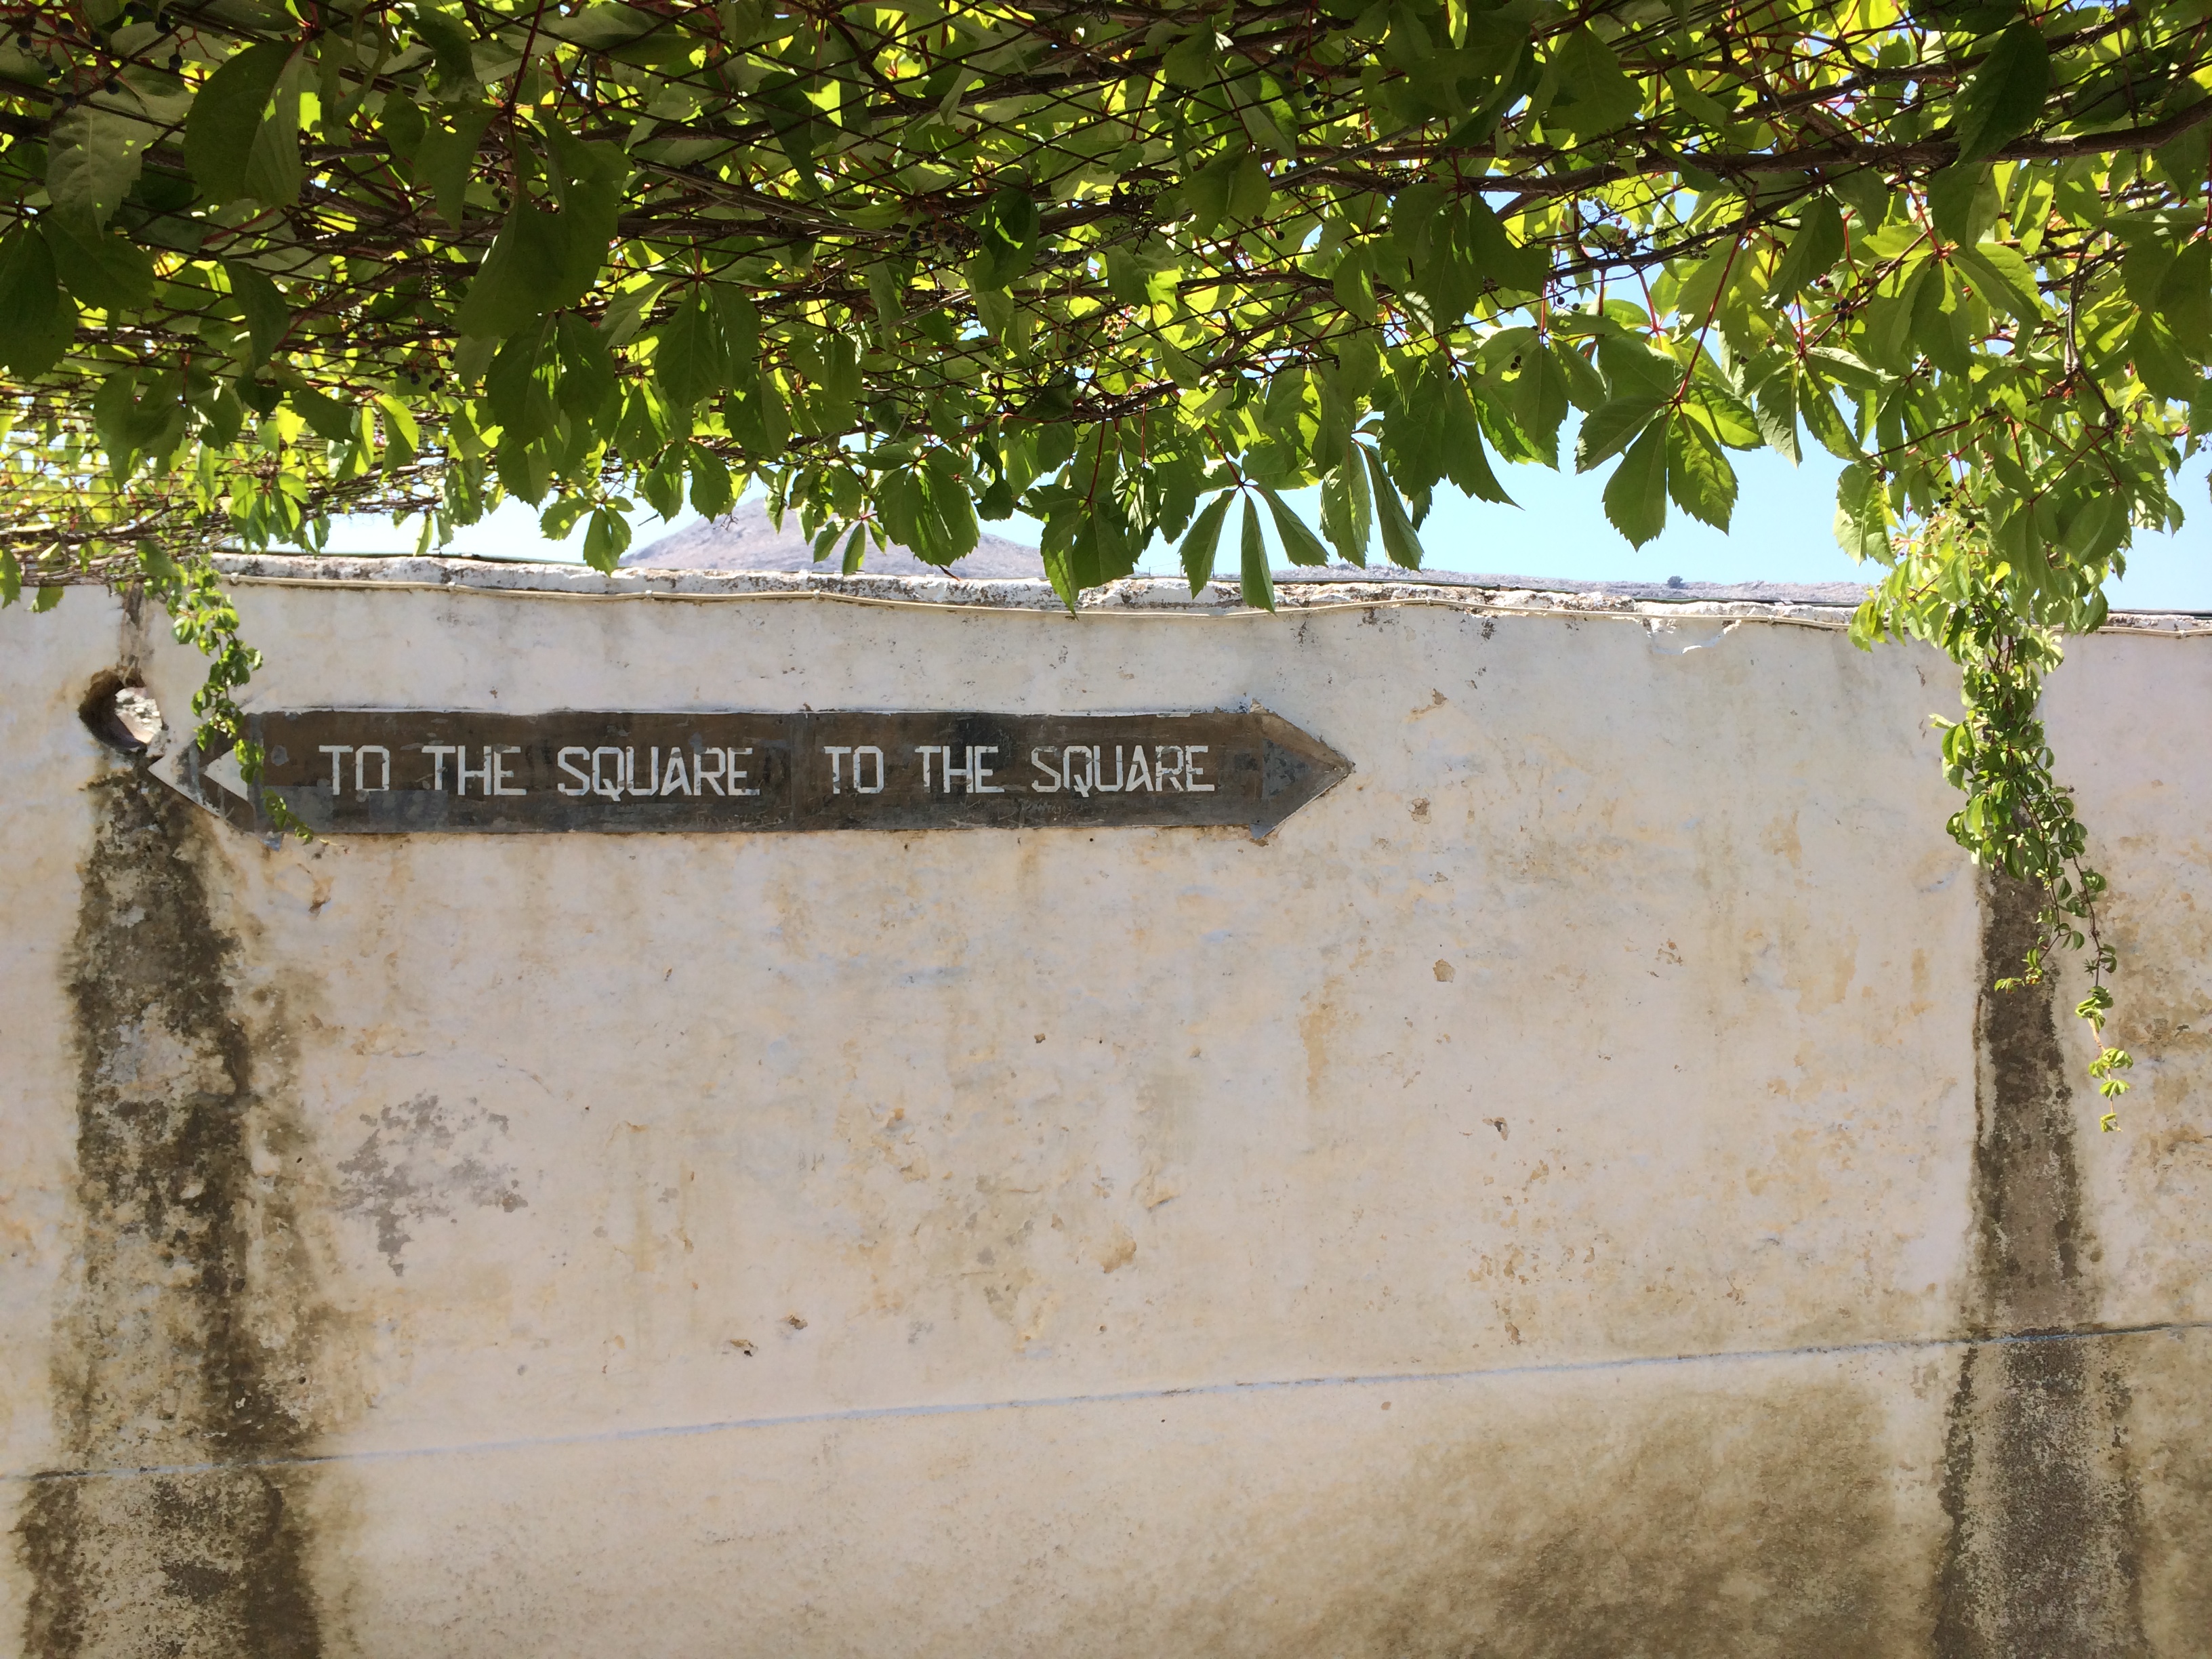 TO THE SQUARE TO THE SQUARE